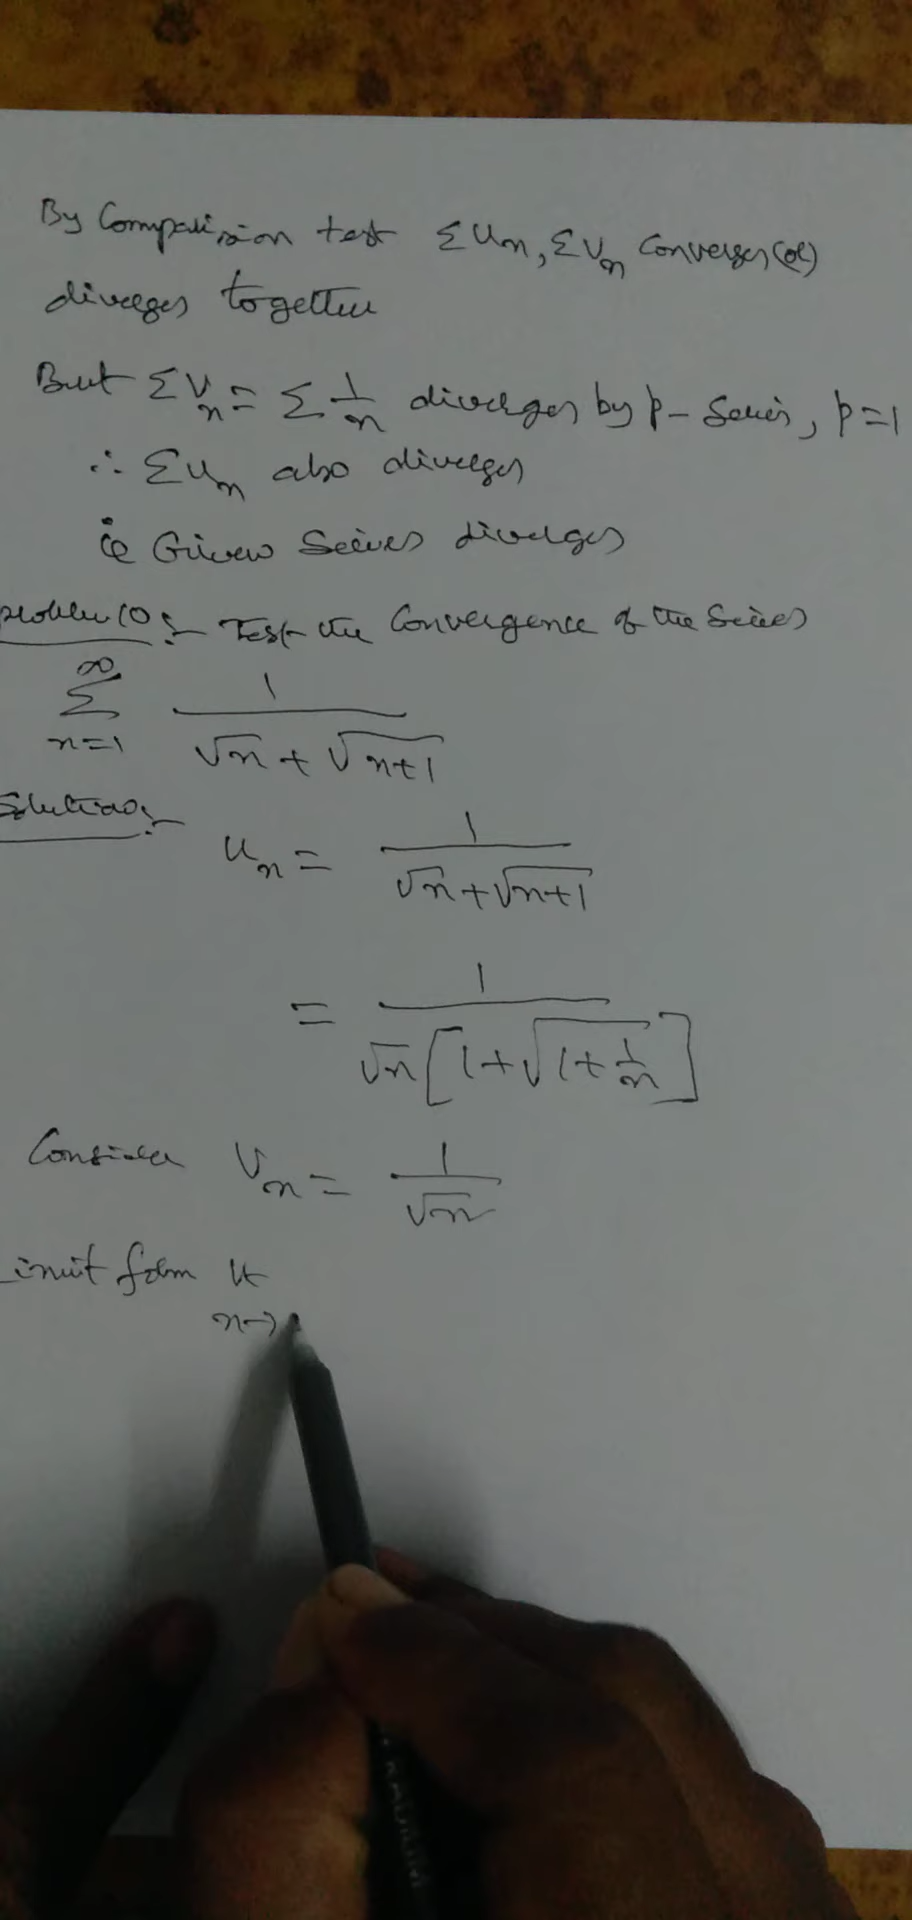 By Comparision test Σun, Σvn Converges (or)
diverges together
But Σvn = Σ 1/n diverges by p-Series, p=1
∴ Σun also diverges
ie Given Series diverges
problem 10:- Test the Convergence of the Series
∞
Σ 1/(√n + √n+1)
n=1
Solution:-
un = 1/(√n + √n+1)
= 1/(√n [1 + √1 + 1/n])
Consider vn = 1/√n
Limit form lt
n→